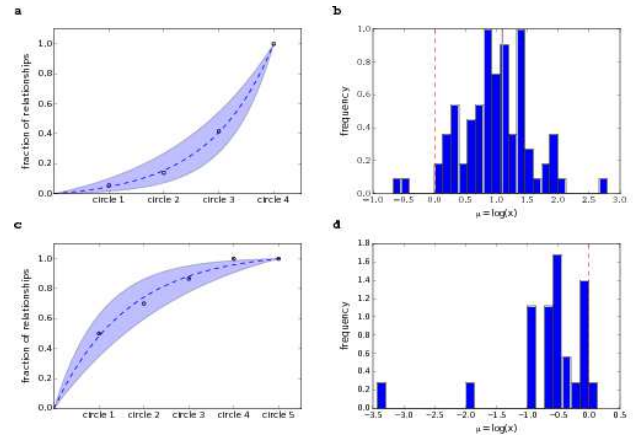 a
fraction of relationships
1.0
0.8
0.6
0.4
0.2
0.0
circle 1 circle 2 circle 3 circle 4
b
frequency
1.0
0.8
0.6
0.4
0.2
0.0
−1.0 −0.5 0.0 0.5 1.0 1.5 2.0 2.5 3.0
μ = log(x)
c
fraction of relationships
1.0
0.8
0.6
0.4
0.2
0.0
circle 1 circle 2 circle 3 circle 4 circle 5
d
frequency
1.8
1.6
1.4
1.2
1.0
0.8
0.6
0.4
0.2
0.0
−3.5 −3.0 −2.5 −2.0 −1.5 −1.0 −0.5 0.0 0.5
μ = log(x)